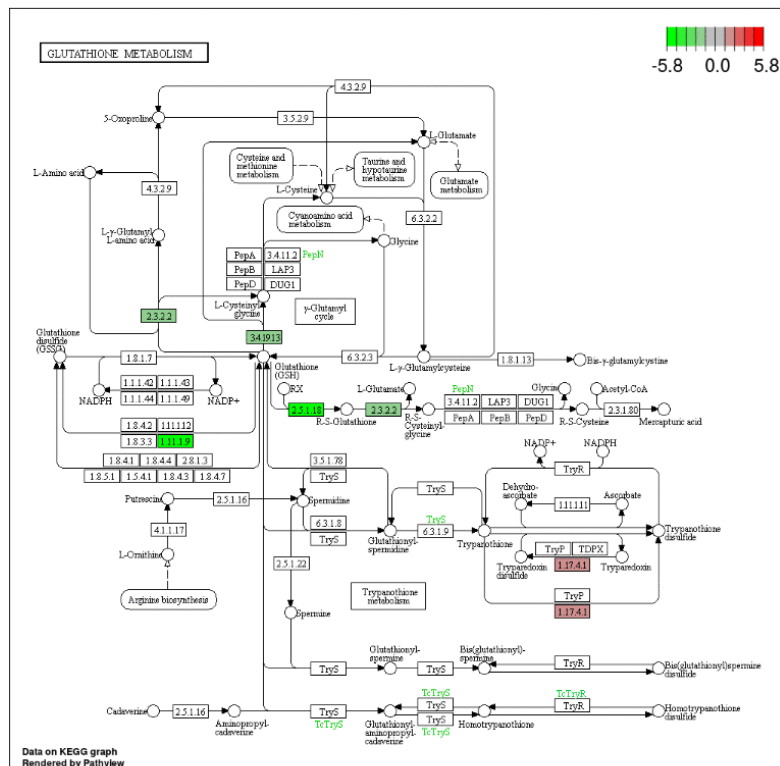 GLUTATHIONE METABOLISM
-5.8 0.0 5.8
4.3.2.9
5-Oxoproline
3.5.2.9
L-Glutamate
Cysteine and
methionine
metabolism
Taurine and
hypotaurine
metabolism
Glutamate
metabolism
L-Amino acid
4.3.2.9
L-Cysteine
Cyanoamino acid
metabolism
6.3.2.2
L-γ-Glutamyl
L-amino acid
Glycine
PepA 3.4.11.2 PepN
PepB LAP3
PepD DUG1
L-Cysteinyl
glycine
γ-Glutamyl
cycle
2.3.2.2
3.4.19.13
Glutathione
disulfide
(GSSG)
1.8.1.7
Glutathione
(GSH)
6.3.2.3
L-γ-Glutamylcysteine
1.8.1.13
Bis-γ-glutamylcystine
1.1.1.42 1.1.1.43
1.1.1.44 1.1.1.49
NADPH
NADP+
RX
L-Glutamate
PepN
Glycine
Acetyl-CoA
2.5.1.18
R-S-Glutathione
2.3.2.2
R-S-
Cysteinyl-
glycine
3.4.11.2 LAP3 DUG1
PepA PepB PepD
R-S-Cysteine
2.3.1.80
Mercapturic acid
1.8.4.2 1.11.1.12
1.8.3.3 1.11.1.9
1.8.4.1 1.8.4.4 2.8.1.3
1.8.5.1 1.5.4.1 1.8.4.3 1.8.4.7
NADP+
NADPH
TryR
3.5.1.78
TryS
TryS
Dehydro-
ascorbate
Ascorbate
1.11.1.11
Putrescine
2.5.1.16
Spermidine
6.3.1.8
TryS
Glutathionyl-
spermidine
TryS
6.3.1.9
Trypanothione
Trypanothione
disulfide
4.1.1.17
L-Ornithine
2.5.1.22
TryP TDPX
1.17.4.1
Tryparedoxin
disulfide
Tryparedoxin
Arginine biosynthesis
Trypanothione
metabolism
TryP
1.17.4.1
Spermine
Glutathionyl-
spermine
Bis(glutathionyl)-
spermine
TryS
TryS
TryR
Bis(glutathionyl)spermine
disulfide
Cadaverine
2.5.1.16
Aminopropyl-
cadaverine
TryS
TcTryS
Glutathionyl-
aminopropyl-
cadaverine
TcTryS
TryS
TryS
TcTryS
Homotrypanothione
TcTryR
TryR
Homotrypanothione
disulfide
Data on KEGG graph
Rendered by Pathview